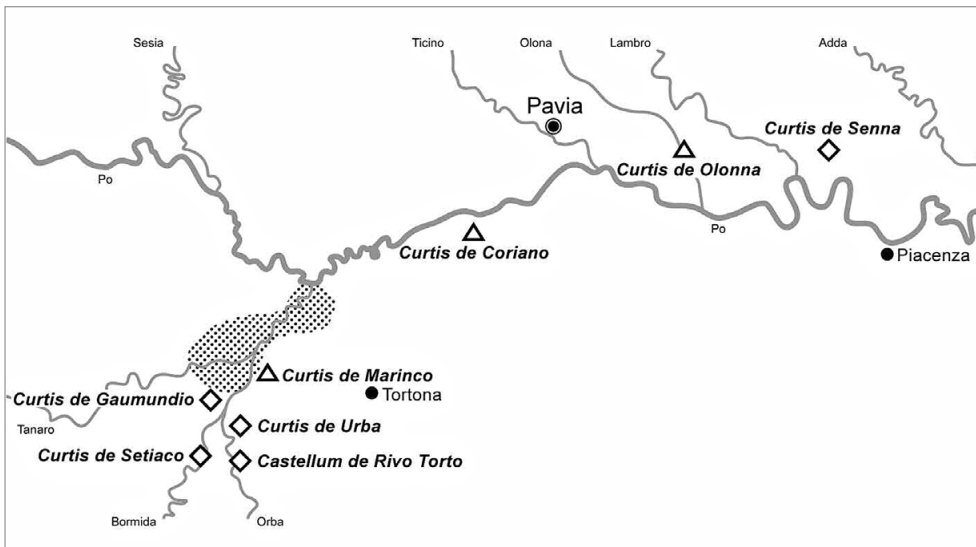 Sesia
Ticino
Olona
Lambro
Adda
Pavia
Curtis de Senna
Curtis de Olonna
Po
Po
Curtis de Coriano
Piacenza
Curtis de Marinco
Tortona
Curtis de Gaumundio
Tanaro
Curtis de Urba
Curtis de Setiaco
Castellum de Rivo Torto
Bormida
Orba